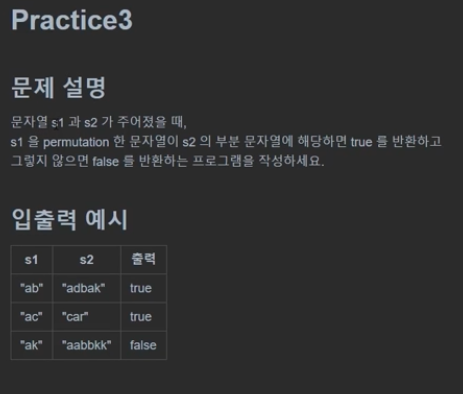 Practice3
문제 설명
문자열 s1 과 s2 가 주어졌을 때,
s1 을 permutation 한 문자열이 s2 의 부분 문자열에 해당하면 true 를 반환하고
그렇지 않으면 false 를 반환하는 프로그램을 작성하세요.
입출력 예시
s1 s2 출력
"ab" "adbak" true
"ac" "car" true
"ak" "aabbkk" false